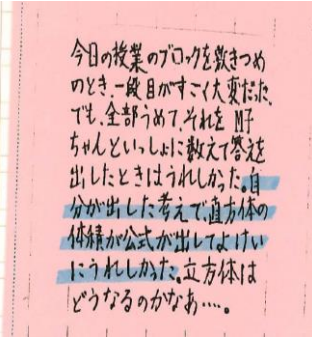 今日の授業のブロックを敷きつめ
のとき、一段目がすごく大変だった。
でも、全部うめて、それを M子
ちゃんといっしょに数えて答えを
出したときはうれしかった。自
分が出した考えで、直方体の
体積が公式が出してよけい
にうれしかった。立方体は
どうなるのかなあ…。